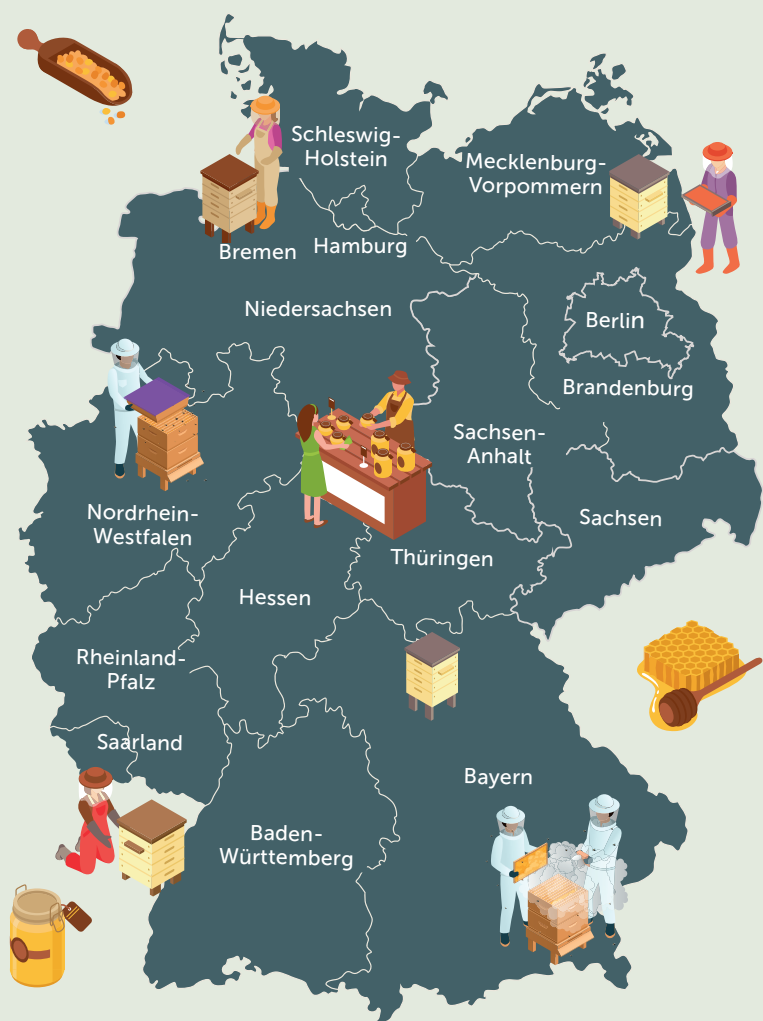 Schleswig-
Holstein
Mecklenburg-
Vorpommern
Bremen
Hamburg
Niedersachsen
Berlin
Brandenburg
Sachsen-
Anhalt
Nordrhein-
Westfalen
Sachsen
Thüringen
Hessen
Rheinland-
Pfalz
Saarland
Bayern
Baden-
Württemberg